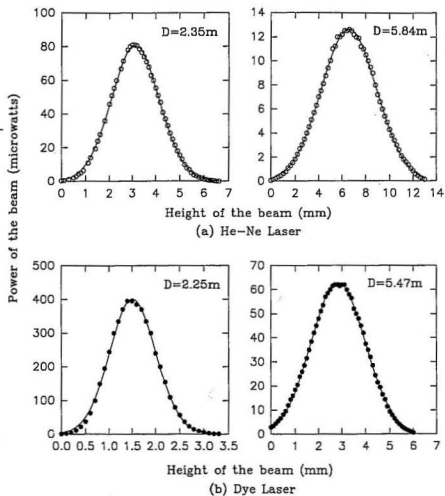 D=2.35m
D=5.84m
100
80
60
40
20
0
14
12
10
8
6
4
2
0
0 1 2 3 4 5 6 7
0 2 4 6 8 10 12 14
Power of the beam (microwatts)
Height of the beam (mm)
(a) He-Ne Laser
D=2.25m
D=5.47m
500
400
300
200
100
0
70
60
50
40
30
20
10
0
0.0 0.5 1.0 1.5 2.0 2.5 3.0 3.5
0 1 2 3 4 5 6 7
Height of the beam (mm)
(b) Dye Laser